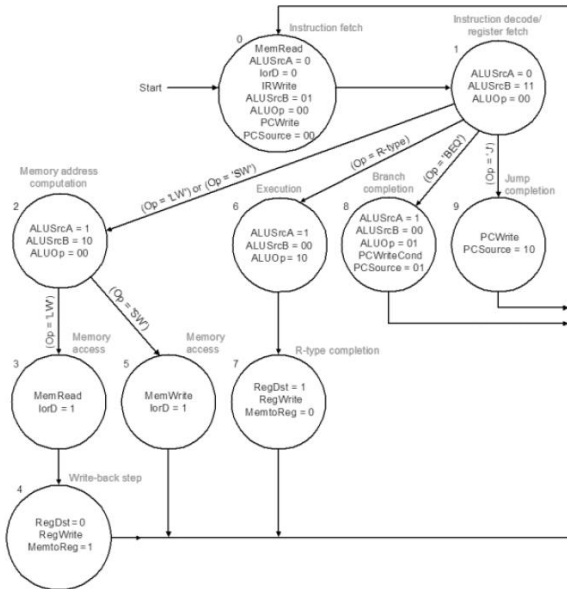 Instruction fetch
0
MemRead
ALUSrcA = 0
IorD = 0
IRWrite
ALUSrcB = 01
ALUOp = 00
PCWrite
PCSource = 00
Start
Instruction decode/
register fetch
1
ALUSrcA = 0
ALUSrcB = 11
ALUOp = 00
(Op = 'LW') or (Op = 'SW')
(Op = R-type)
(Op = 'BEQ')
(Op = 'J')
Memory address
computation
2
ALUSrcA = 1
ALUSrcB = 10
ALUOp = 00
Execution
6
ALUSrcA =1
ALUSrcB = 00
ALUOp = 10
Branch
completion
8
ALUSrcA = 1
ALUSrcB = 00
ALUOp = 01
PCWriteCond
PCSource = 01
Jump
completion
9
PCWrite
PCSource = 10
(Op = 'LW')
(Op = 'SW')
Memory
access
3
MemRead
IorD = 1
Memory
access
5
MemWrite
IorD = 1
R-type completion
7
RegDst = 1
RegWrite
MemtoReg = 0
Write-back step
4
RegDst = 0
RegWrite
MemtoReg = 1